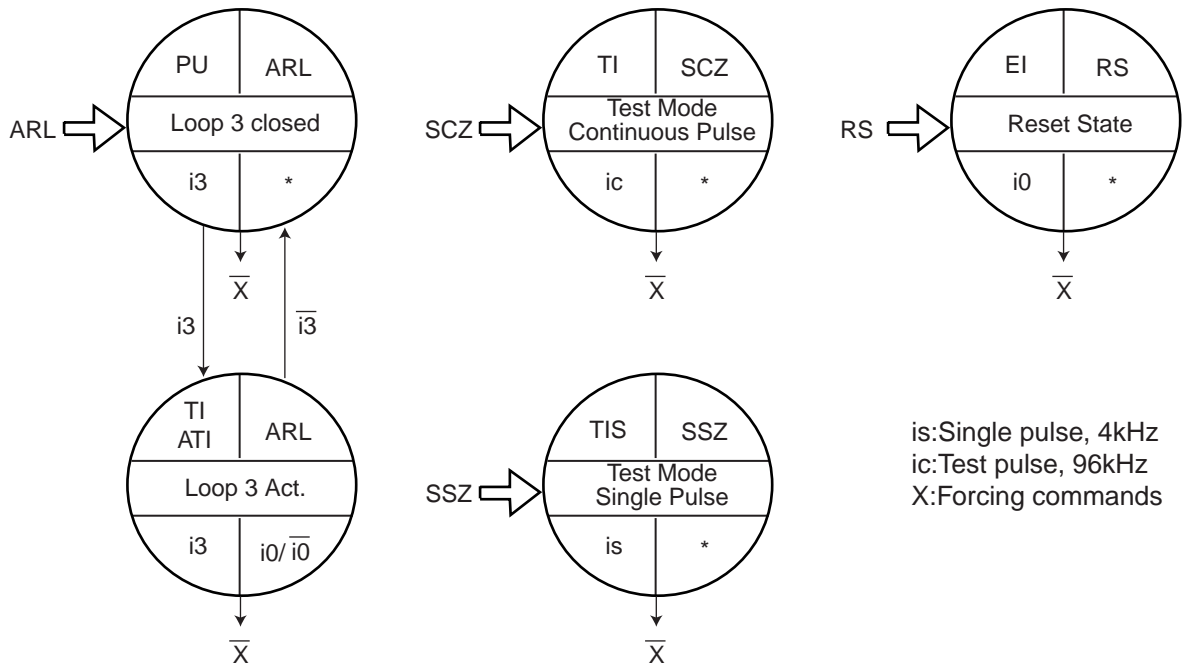 PU ARL
ARL
Loop 3 closed
i3 *
X̅
i3 i̅3̅
TI
ATI
ARL
Loop 3 Act.
i3 i0/ i̅0̅
X̅
TI SCZ
SCZ
Test Mode
Continuous Pulse
ic *
X̅
TIS SSZ
SSZ
Test Mode
Single Pulse
is *
X̅
EI RS
RS
Reset State
i0 *
X̅
is:Single pulse, 4kHz
ic:Test pulse, 96kHz
X:Forcing commands